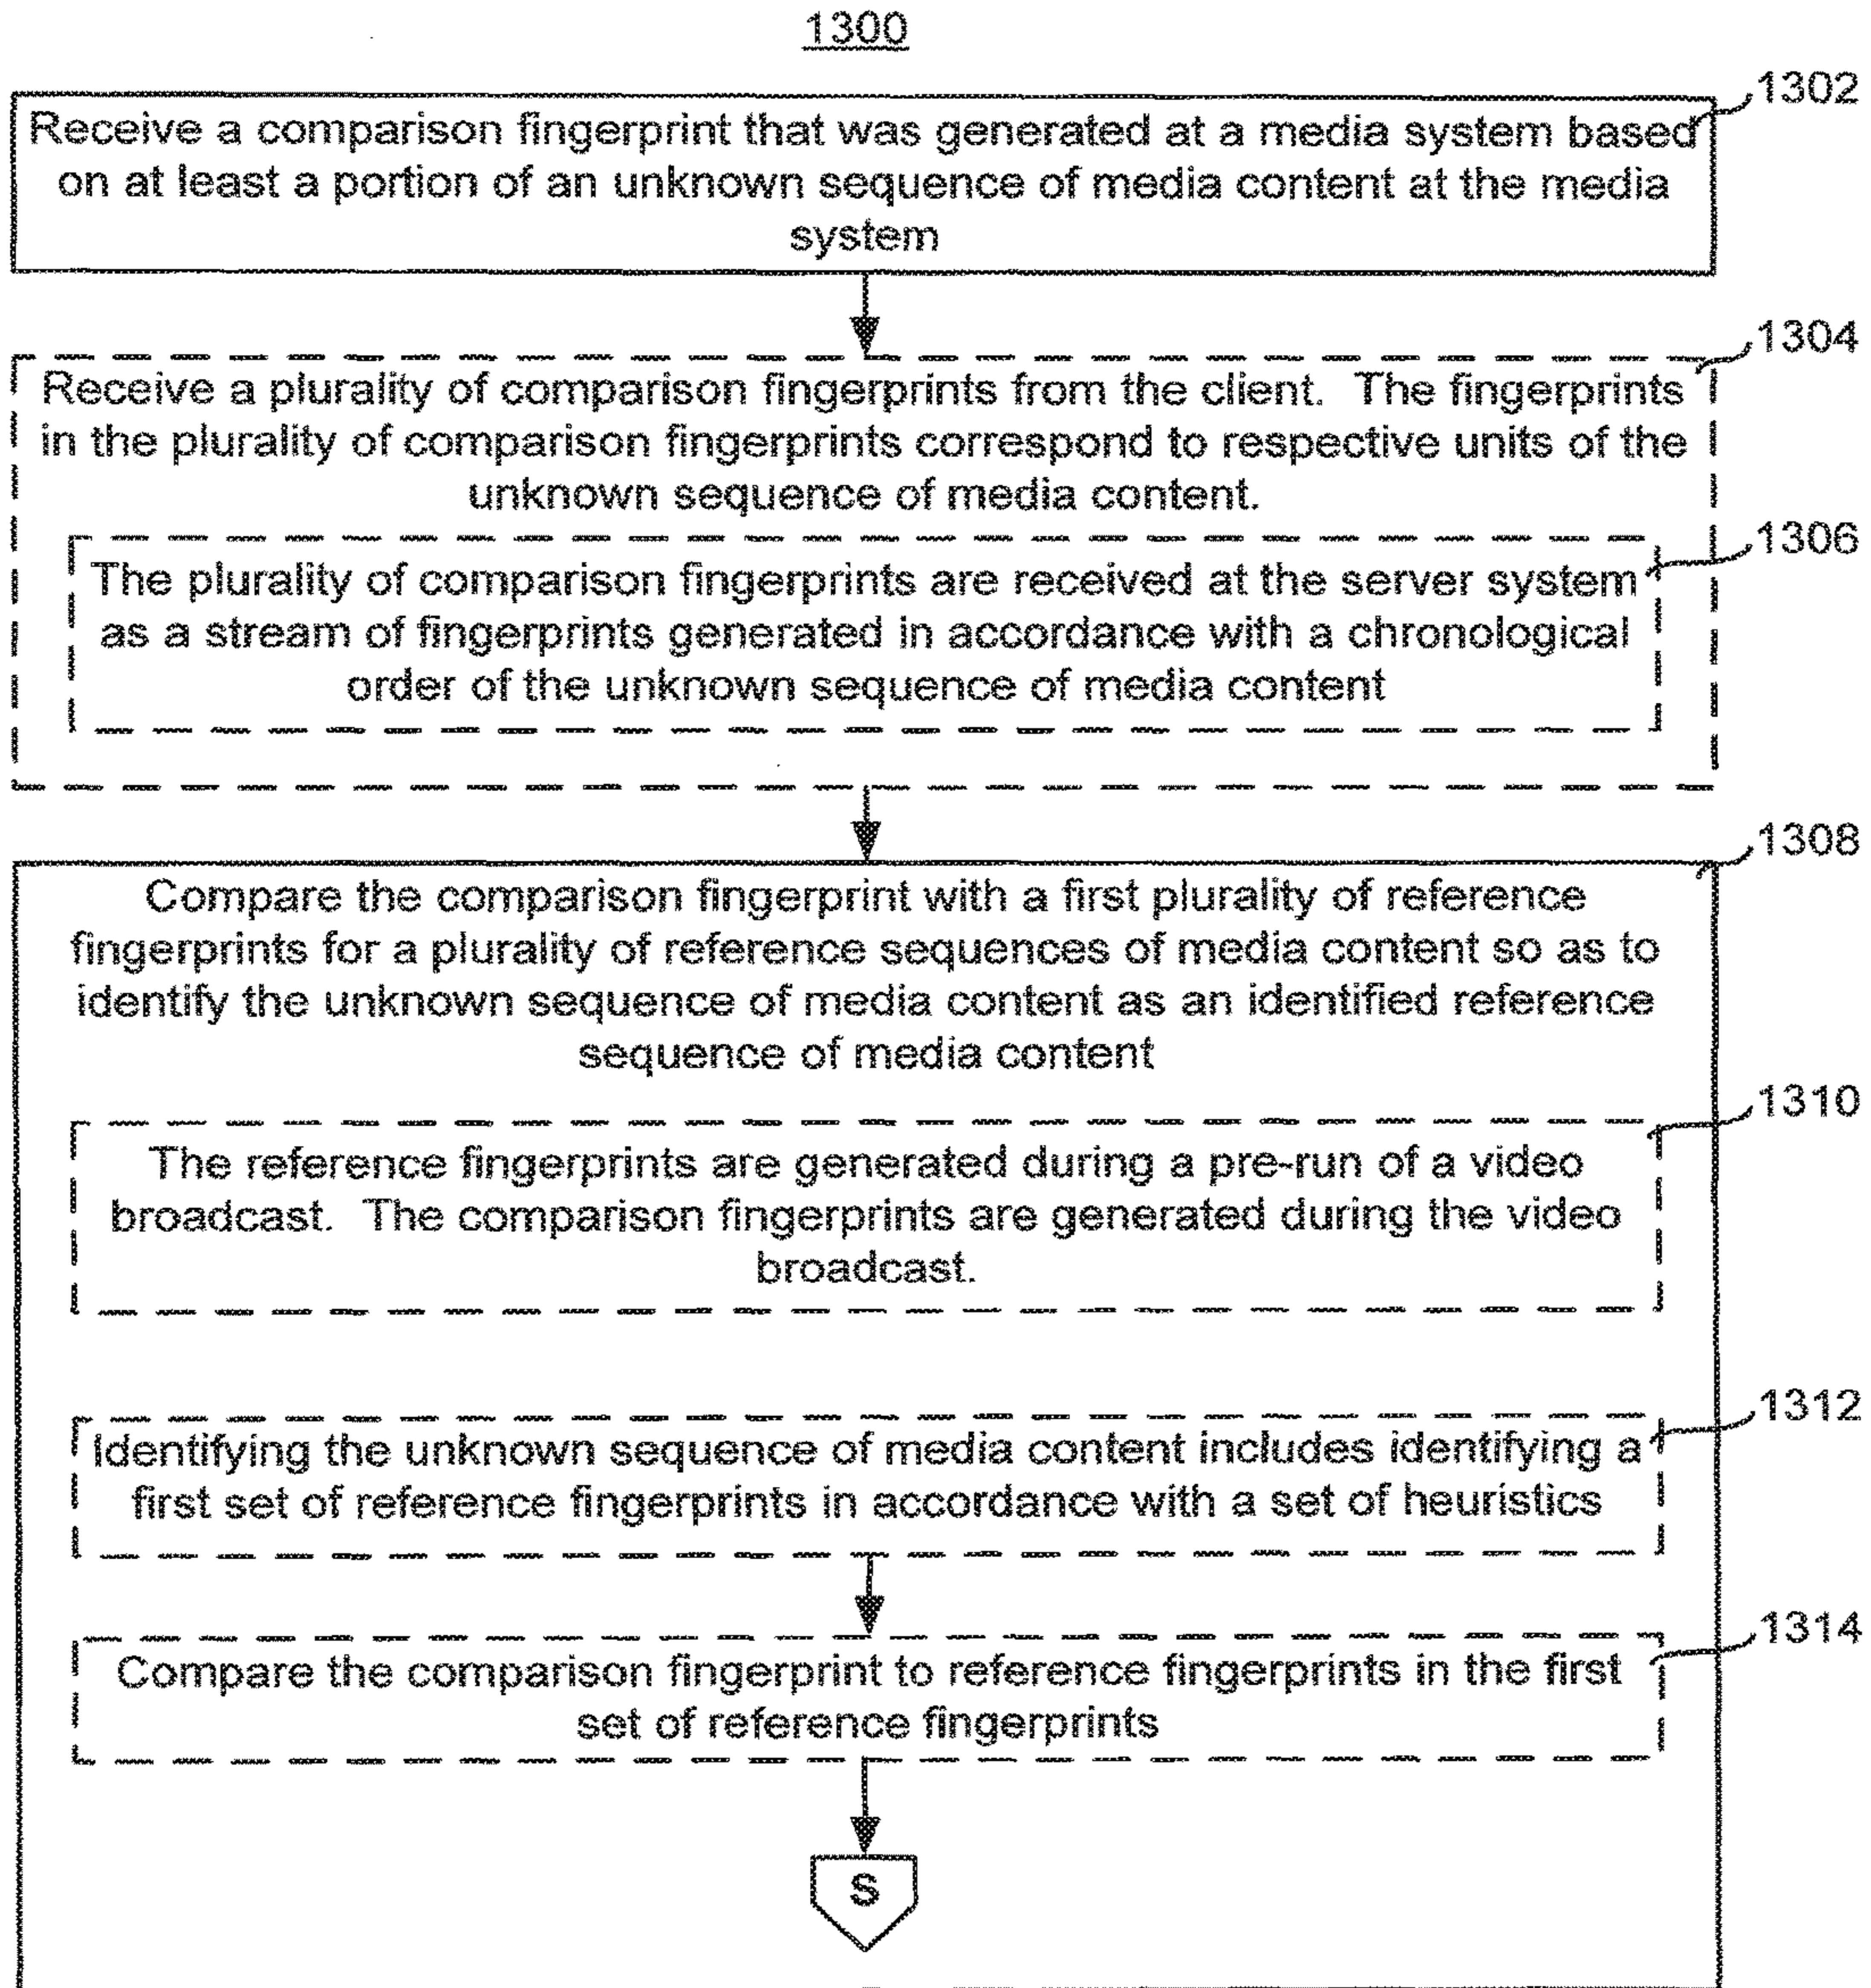 1300
1302
Receive a comparison fingerprint that was generated at a media system based
on at least a portion of an unknown sequence of media content at the media
system
1304
Receive a plurality of comparison fingerprints from the client. The fingerprints
in the plurality of comparison fingerprints correspond to respective units of the
unknown sequence of media content.
1306
The plurality of comparison fingerprints are received at the server system
as a stream of fingerprints generated in accordance with a chronological
order of the unknown sequence of media content
1308
Compare the comparison fingerprint with a first plurality of reference
fingerprints for a plurality of reference sequences of media content so as to
identify the unknown sequence of media content as an identified reference
sequence of media content
1310
The reference fingerprints are generated during a pre-run of a video
broadcast. The comparison fingerprints are generated during the video
broadcast.
1312
Identifying the unknown sequence of media content includes identifying a
first set of reference fingerprints in accordance with a set of heuristics
1314
Compare the comparison fingerprint to reference fingerprints in the first
set of reference fingerprints
S